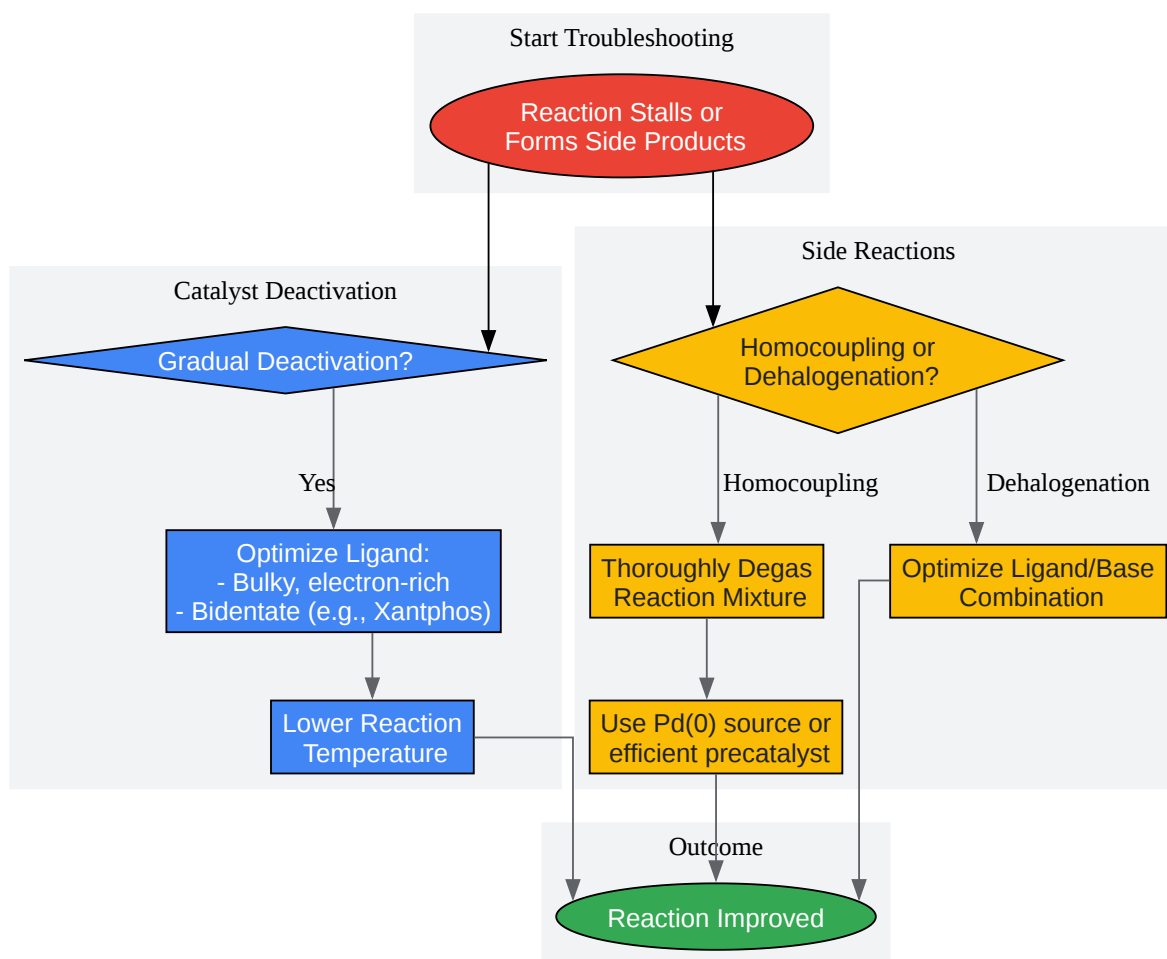 Start Troubleshooting
Reaction Stalls or
Forms Side Products
Side Reactions
Catalyst Deactivation
Gradual Deactivation?
Homocoupling or
Dehalogenation?
Yes
Homocoupling
Dehalogenation
Optimize Ligand:
- Bulky, electron-rich
- Bidentate (e.g., Xantphos)
Thoroughly Degas
Reaction Mixture
Optimize Ligand/Base
Combination
Lower Reaction
Temperature
Use Pd(0) source or
efficient precatalyst
Outcome
Reaction Improved